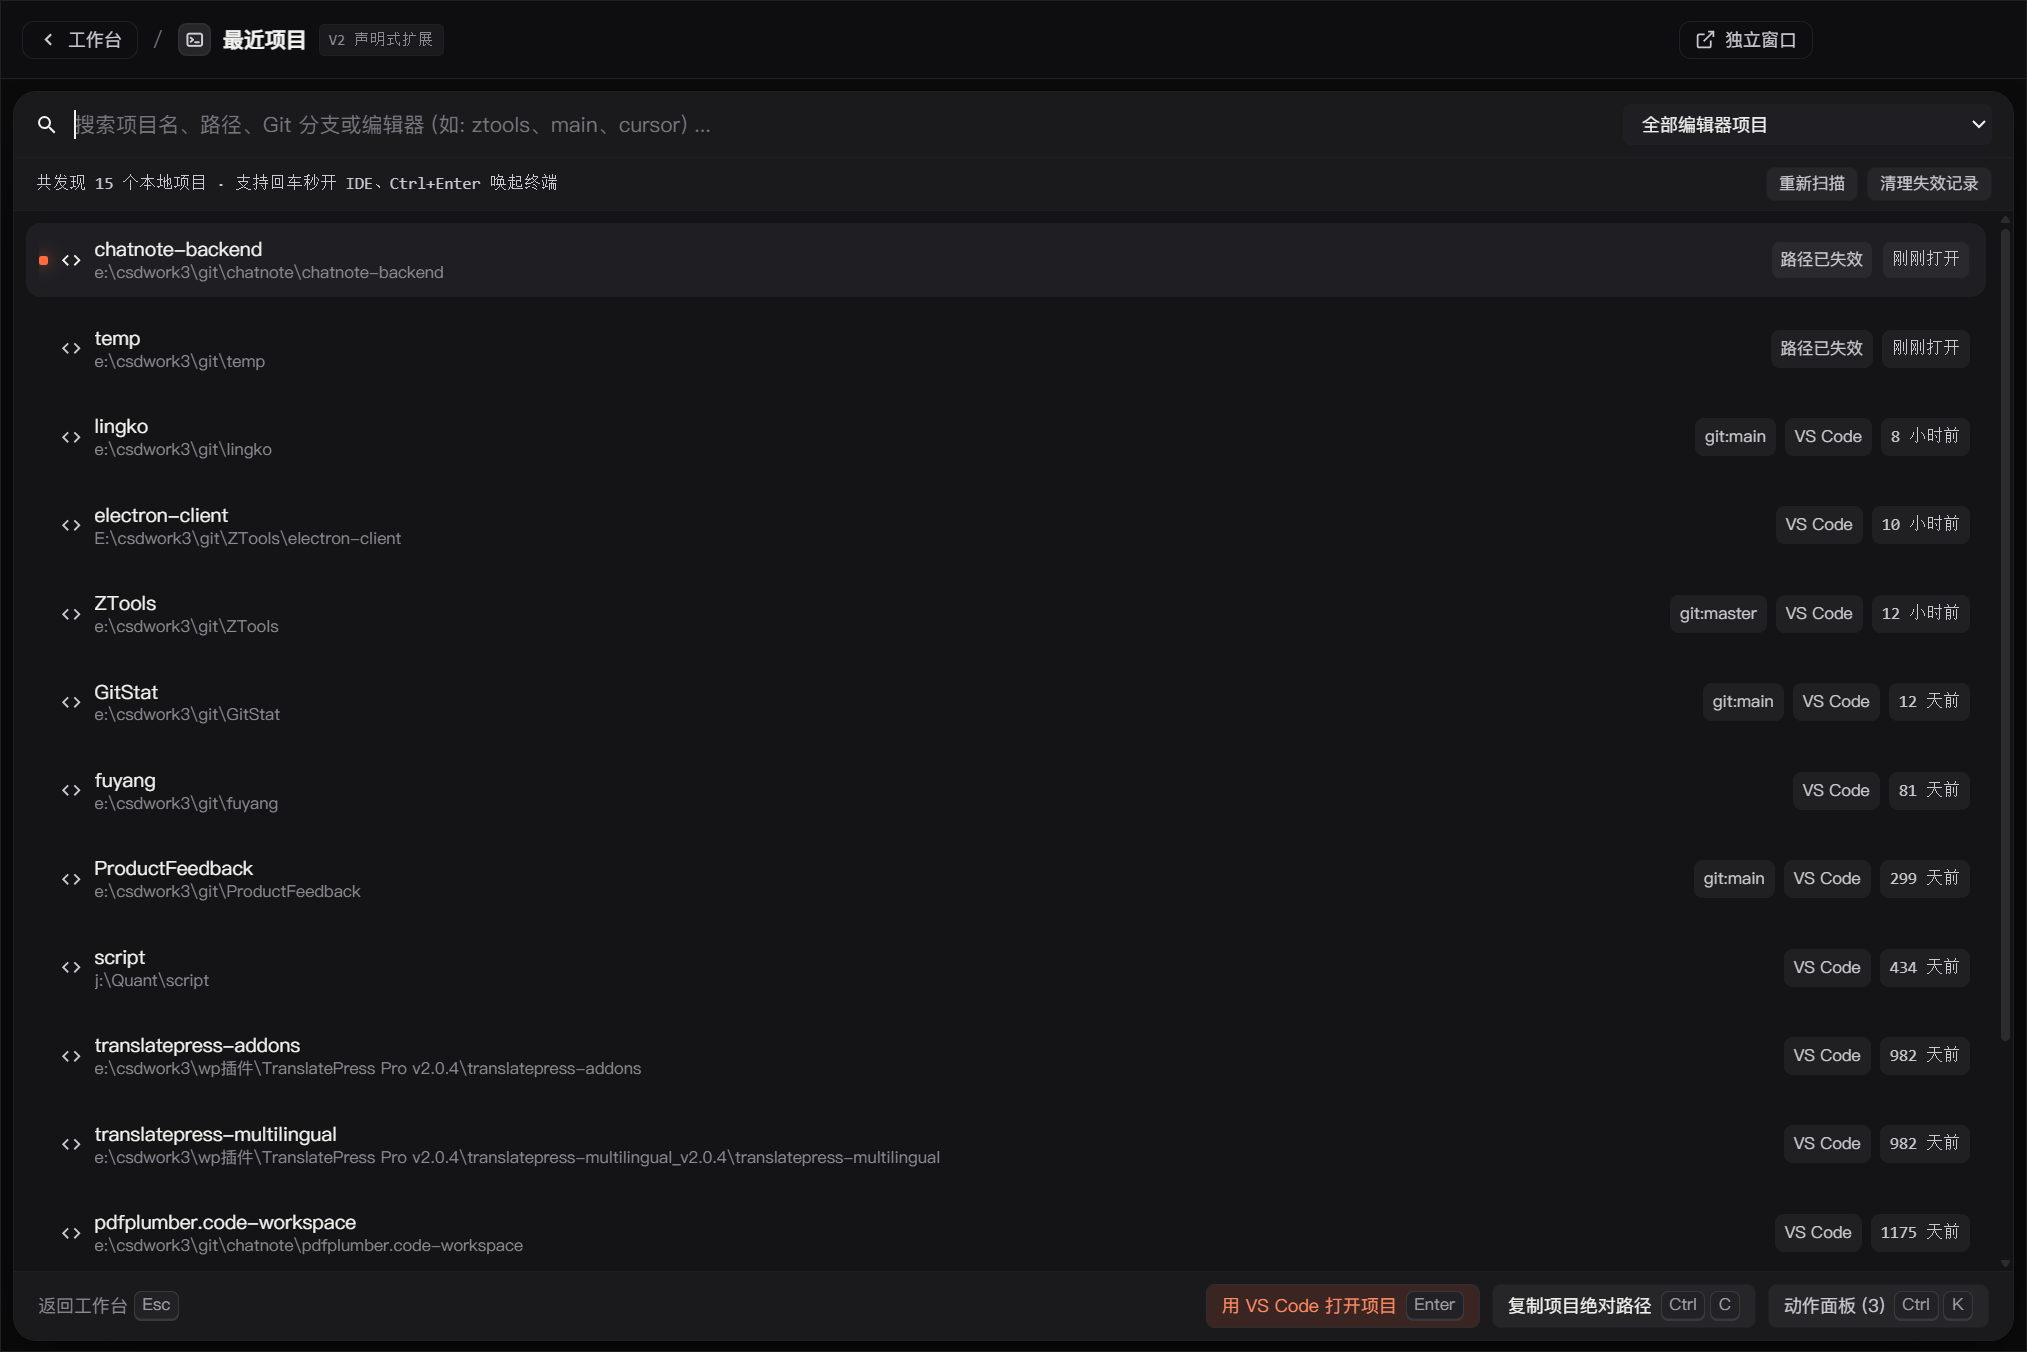 工作台 / 最近项目 V2 声明式扩展 独立窗口
搜索项目名、路径、Git 分支或编辑器 (如: ztools、main、cursor) ... 全部编辑器项目
共发现 15 个本地项目 · 支持回车秒开 IDE、Ctrl+Enter 唤起终端 重新扫描 清理失效记录
chatnote-backend 路径已失效 刚刚打开
e:\csdwork3\git\chatnote\chatnote-backend
temp 路径已失效 刚刚打开
e:\csdwork3\git\temp
lingko git:main VS Code 8 小时前
e:\csdwork3\git\lingko
electron-client VS Code 10 小时前
E:\csdwork3\git\ZTools\electron-client
ZTools git:master VS Code 12 小时前
e:\csdwork3\git\ZTools
GitStat git:main VS Code 12 天前
e:\csdwork3\git\GitStat
fuyang VS Code 81 天前
e:\csdwork3\git\fuyang
ProductFeedback git:main VS Code 299 天前
e:\csdwork3\git\ProductFeedback
script VS Code 434 天前
j:\Quant\script
translatepress-addons VS Code 982 天前
e:\csdwork3\wp插件\TranslatePress Pro v2.0.4\translatepress-addons
translatepress-multilingual VS Code 982 天前
e:\csdwork3\wp插件\TranslatePress Pro v2.0.4\translatepress-multilingual_v2.0.4\translatepress-multilingual
pdfplumber.code-workspace VS Code 1175 天前
e:\csdwork3\git\chatnote\pdfplumber.code-workspace
返回工作台 Esc 用 VS Code 打开项目 Enter 复制项目绝对路径 Ctrl C 动作面板 (3) Ctrl K